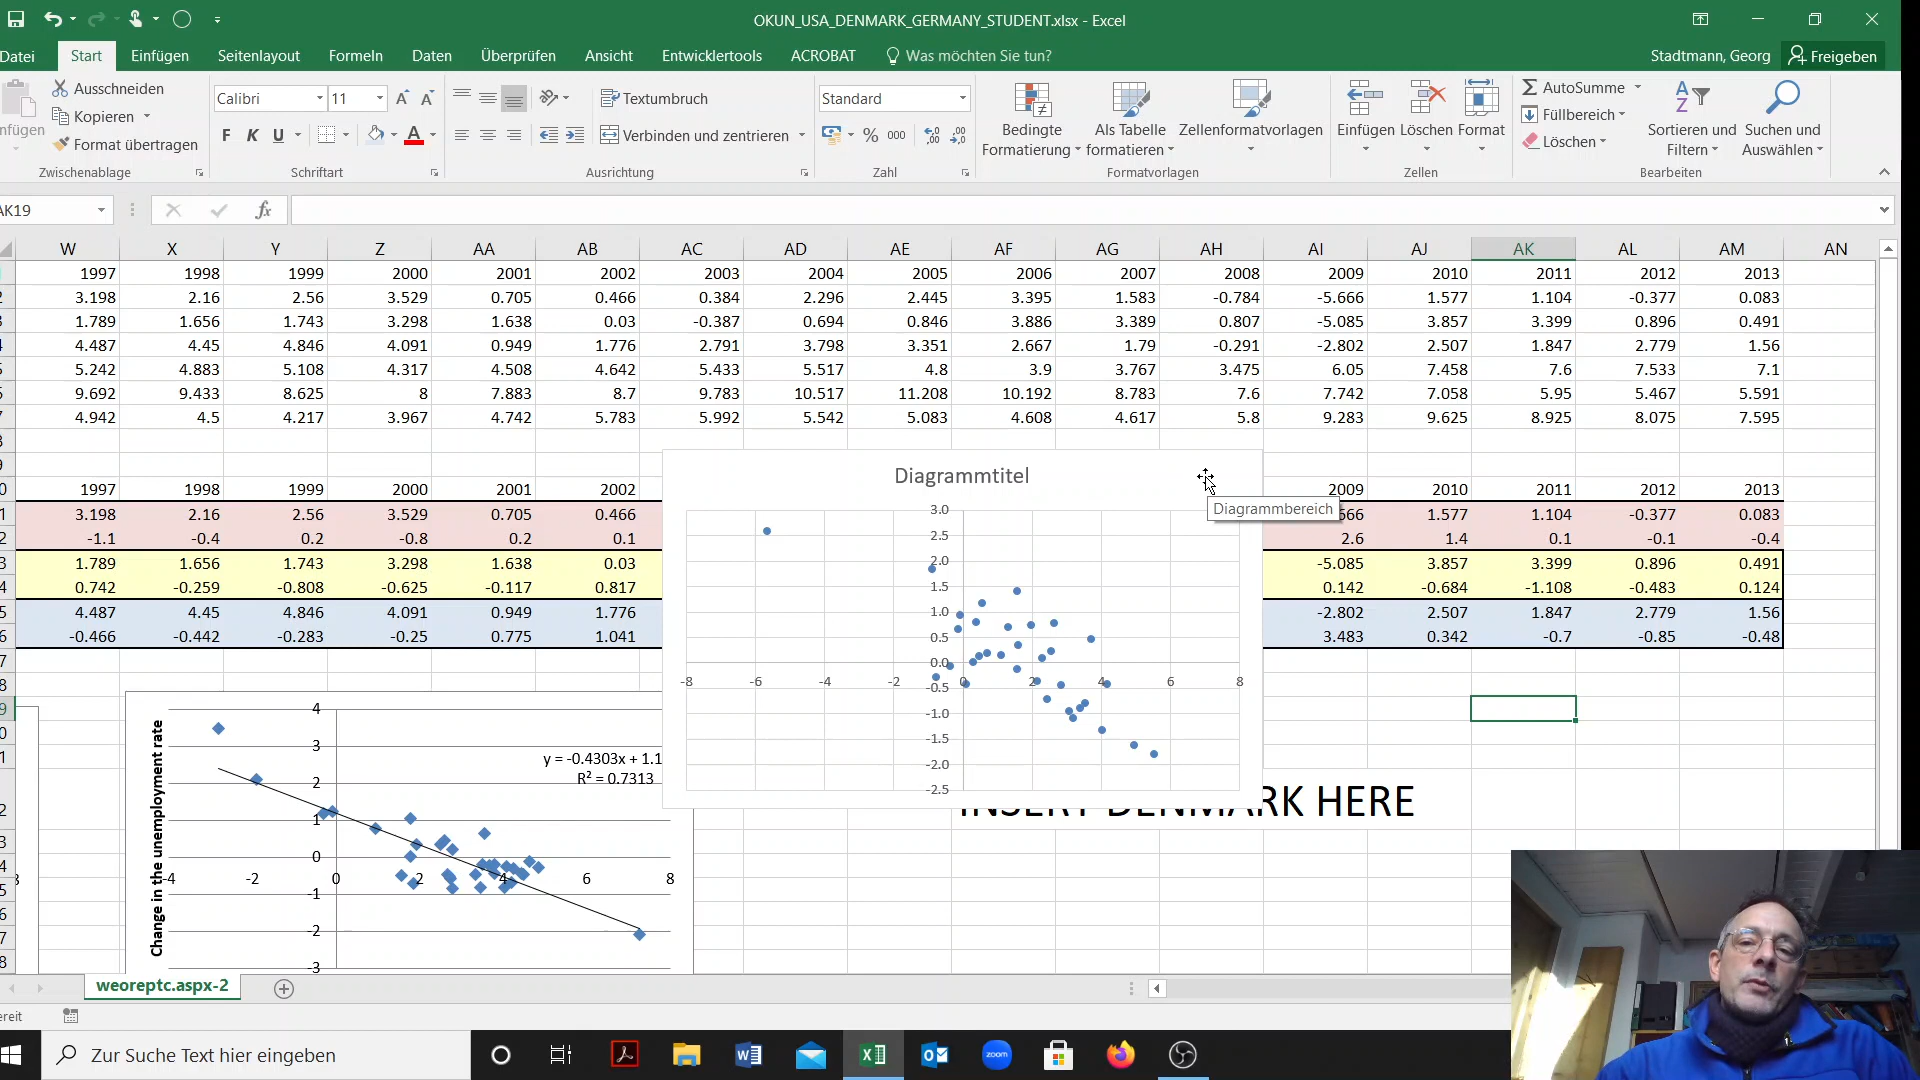 OKUN_USA_DENMARK_GERMANY_STUDENT.xlsx - Excel
Datei Start Einfügen Seitenlayout Formeln Daten Überprüfen Ansicht Entwicklertools ACROBAT Was möchten Sie tun? Stadtmann, Georg Freigeben
Ausschneiden
Kopieren
Format übertragen
nfügen
Zwischenablage
Calibri 11
F K U
Schriftart
Textumbruch
Verbinden und zentrieren
Ausrichtung
Standard
% 000
Zahl
Bedingte Formatierung
Als Tabelle formatieren
Zellenformatvorlagen
Formatvorlagen
Einfügen Löschen Format
Zellen
AutoSumme
Füllbereich
Löschen
Sortieren und Filtern
Suchen und Auswählen
Bearbeiten
AK19 fx
W X Y Z AA AB AC AD AE AF AG AH AI AJ AK AL AM AN
1997 1998 1999 2000 2001 2002 2003 2004 2005 2006 2007 2008 2009 2010 2011 2012 2013
3.198 2.16 2.56 3.529 0.705 0.466 0.384 2.296 2.445 3.395 1.583 -0.784 -5.666 1.577 1.104 -0.377 0.083
1.789 1.656 1.743 3.298 1.638 0.03 -0.387 0.694 0.846 3.886 3.389 0.807 -5.085 3.857 3.399 0.896 0.491
4.487 4.45 4.846 4.091 0.949 1.776 2.791 3.798 3.351 2.667 1.79 -0.291 -2.802 2.507 1.847 2.779 1.56
5.242 4.883 5.108 4.317 4.508 4.642 5.433 5.517 4.8 3.9 3.767 3.475 6.05 7.458 7.6 7.533 7.1
9.692 9.433 8.625 8 7.883 8.7 9.783 10.517 11.208 10.192 8.783 7.6 7.742 7.058 5.95 5.467 5.591
4.942 4.5 4.217 3.967 4.742 5.783 5.992 5.542 5.083 4.608 4.617 5.8 9.283 9.625 8.925 8.075 7.595
1997 1998 1999 2000 2001 2002 2009 2010 2011 2012 2013
3.198 2.16 2.56 3.529 0.705 0.466 666 1.577 1.104 -0.377 0.083
-1.1 -0.4 0.2 -0.8 0.2 0.1 2.6 1.4 0.1 -0.1 -0.4
1.789 1.656 1.743 3.298 1.638 0.03 -5.085 3.857 3.399 0.896 0.491
0.742 -0.259 -0.808 -0.625 -0.117 0.817 0.142 -0.684 -1.108 -0.483 0.124
4.487 4.45 4.846 4.091 0.949 1.776 -2.802 2.507 1.847 2.779 1.56
-0.466 -0.442 -0.283 -0.25 0.775 1.041 3.483 0.342 -0.7 -0.85 -0.48
Diagrammtitel
Diagrammbereich
3.0
2.5
2.0
1.5
1.0
0.5
0.0
-8 -6 -4 -2 0 2 4 6 8
-0.5
-1.0
-1.5
-2.0
-2.5
Change in the unemployment rate
4
3
y = -0.4303x + 1.1
R² = 0.7313
2
1
0
-4 -2 0 2 4 6 8
-1
-2
-3
INSERT DENMARK HERE
weoreptc.aspx-2
ereit
Zur Suche Text hier eingeben
zoom